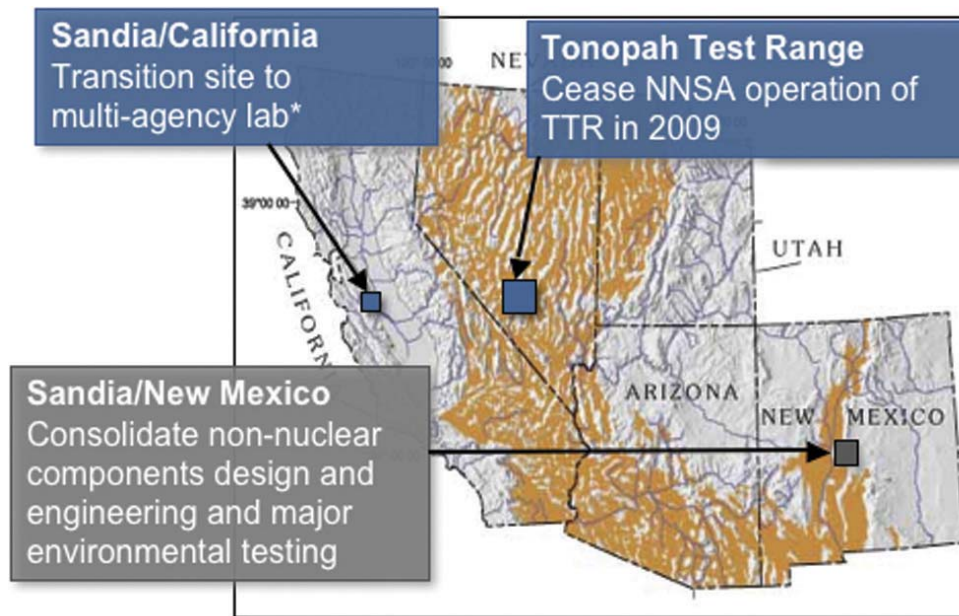 Sandia/California
Transition site to
multi-agency lab*
Tonopah Test Range
Cease NNSA operation of
TTR in 2009
NEV
39°00 00
CALIFORN
UTAH
ARIZONA
NEW MEXICO
Sandia/New Mexico
Consolidate non-nuclear
components design and
engineering and major
environmental testing